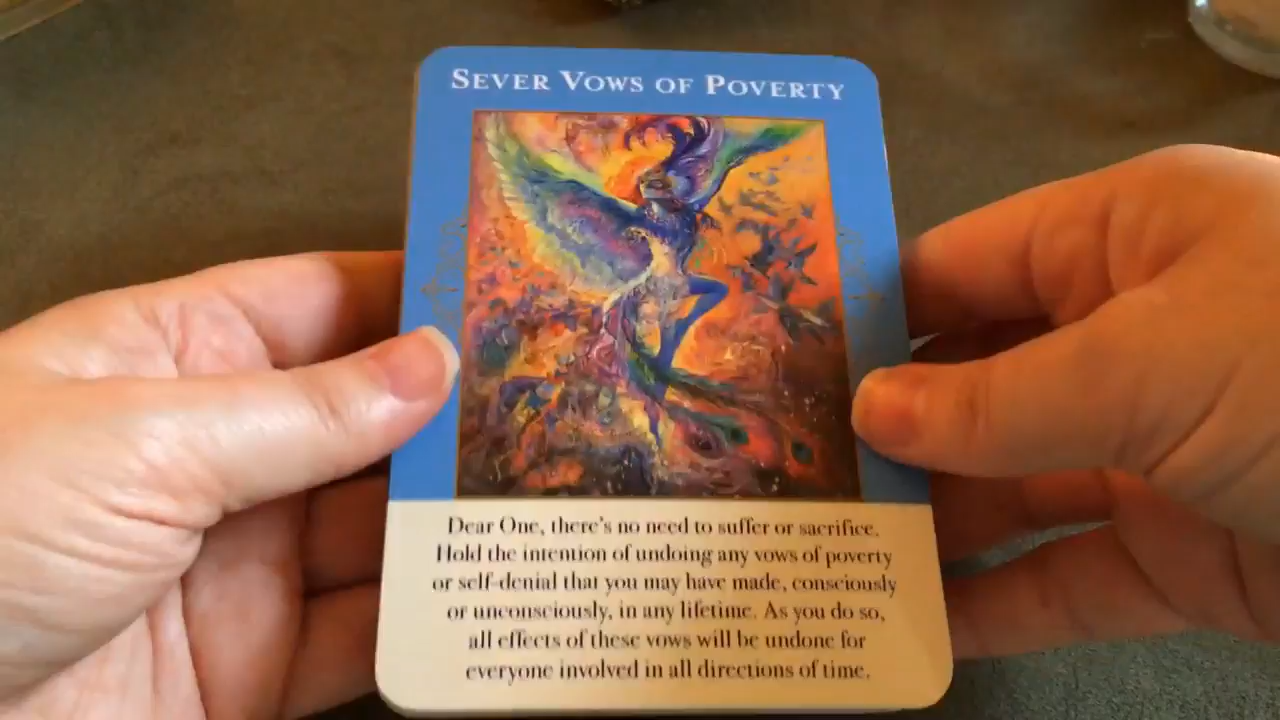 SEVER VOWS OF POVERTY
Dear One, there's no need to suffer or sacrifice.
Hold the intention of undoing any vows of poverty
or self-denial that you may have made, consciously
or unconsciously, in any lifetime. As you do so,
all effects of these vows will be undone for
everyone involved in all directions of time.